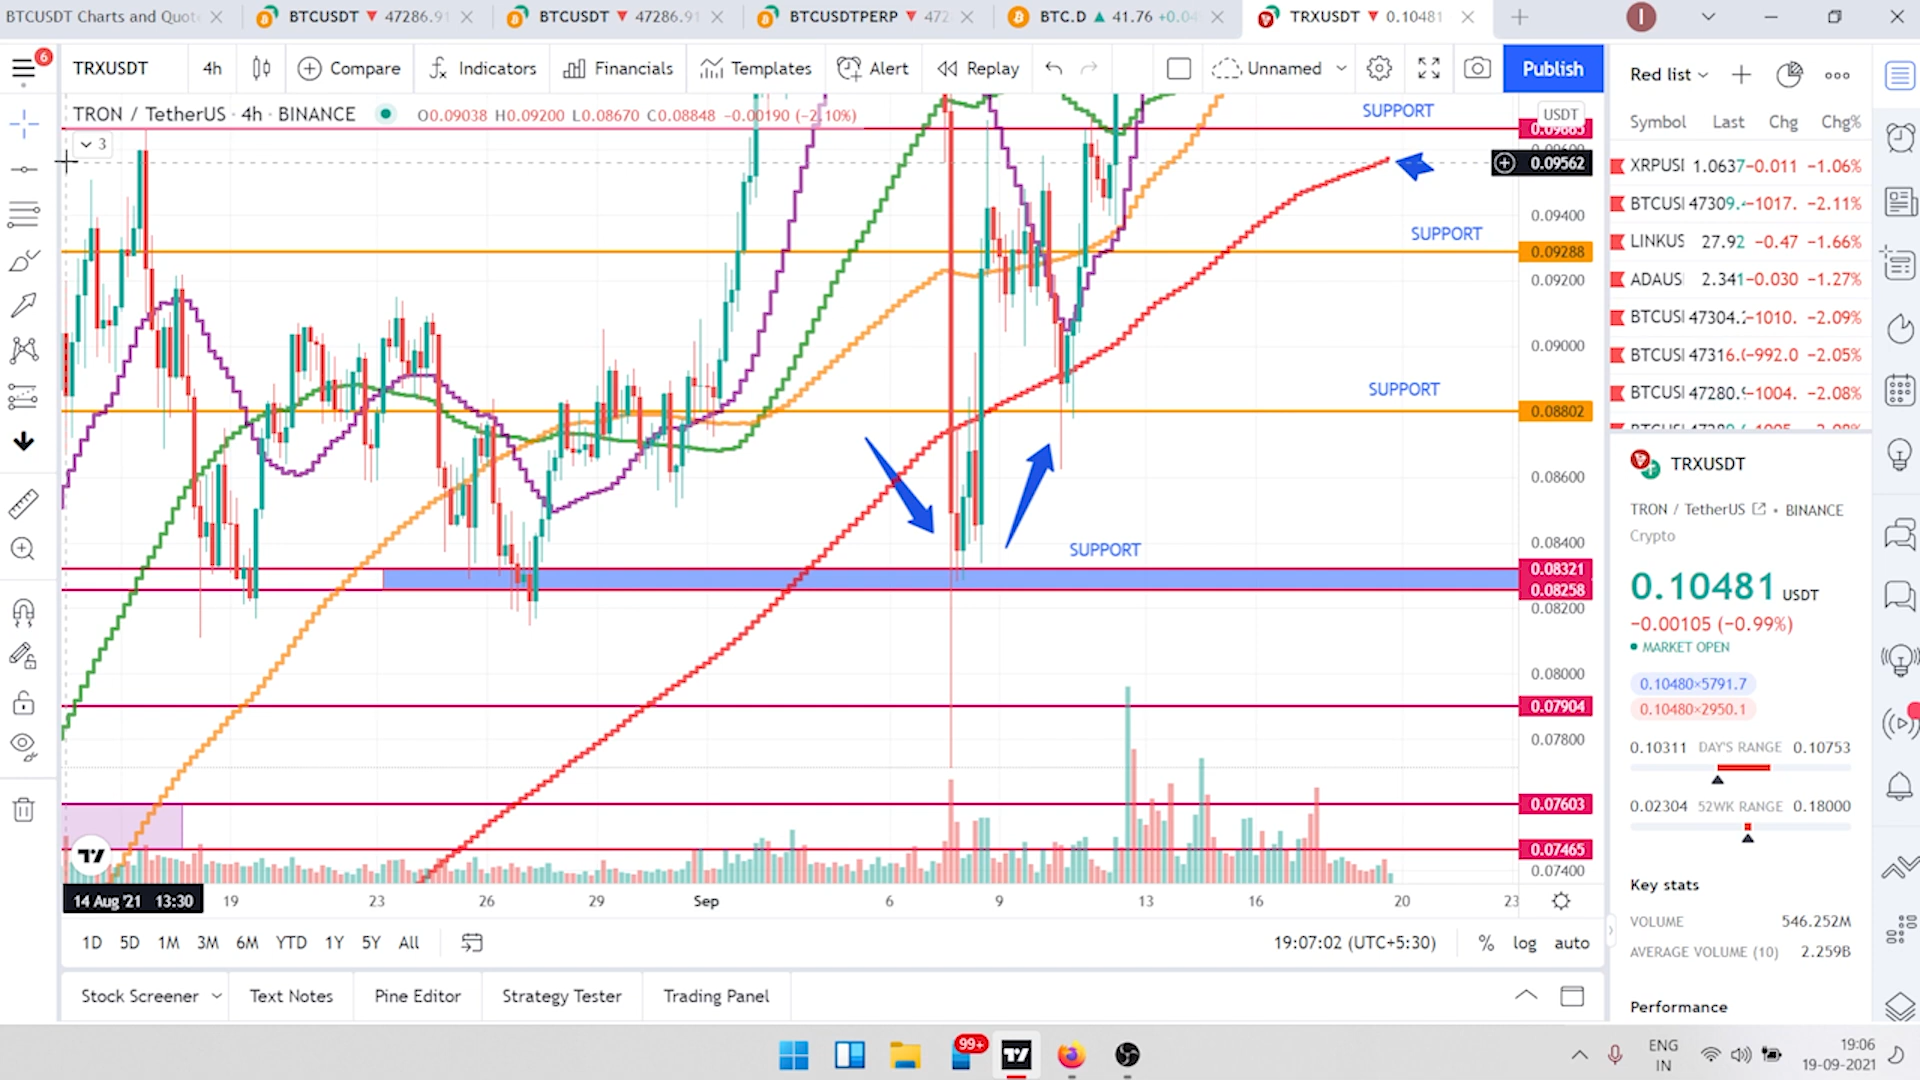 BTCUSDT Charts and Quot
BTCUSDT ▼ 47286.91
BTCUSDT ▼ 47286.91
BTCUSDTPERP ▼ 472
BTC.D ▲ 41.76 +0.04
TRXUSDT ▼ 0.10481
I
6
TRXUSDT
4h
Compare
Indicators
Financials
Templates
Alert
Replay
Unnamed
Publish
Red list
TRON / TetherUS · 4h · BINANCE
O0.09038 H0.09200 L0.08670 C0.08848 −0.00190 (−2.10%)
3
SUPPORT
USDT
0.09562
0.09400
SUPPORT
0.09288
0.09200
0.09000
SUPPORT
0.08802
0.08600
0.08400
SUPPORT
0.08321
0.08258
0.08200
0.08000
0.07904
0.07800
0.07603
0.07465
0.07400
14 Aug '21 13:30
19
23
26
29
Sep
6
9
13
16
20
23
1D 5D 1M 3M 6M YTD 1Y 5Y All
19:07:02 (UTC+5:30)
% log auto
Stock Screener
Text Notes
Pine Editor
Strategy Tester
Trading Panel
Symbol Last Chg Chg%
XRPUSI 1.0637 −0.011 −1.06%
BTCUSI 47309. −1017. −2.11%
LINKUS 27.92 −0.47 −1.66%
ADAUS 2.341 −0.030 −1.27%
BTCUSI 47304. −1010. −2.09%
BTCUSI 47316. −992.0 −2.05%
BTCUSI 47280. −1004. −2.08%
TRXUSDT
TRON / TetherUS • BINANCE
Crypto
0.10481 USDT
−0.00105 (−0.99%)
MARKET OPEN
0.10480×5791.7
0.10480×2950.1
0.10311 DAY'S RANGE 0.10753
0.02304 52WK RANGE 0.18000
Key stats
VOLUME 546.252M
AVERAGE VOLUME (10) 2.259B
Performance
99+
ENG
IN
19:06
19-09-2021